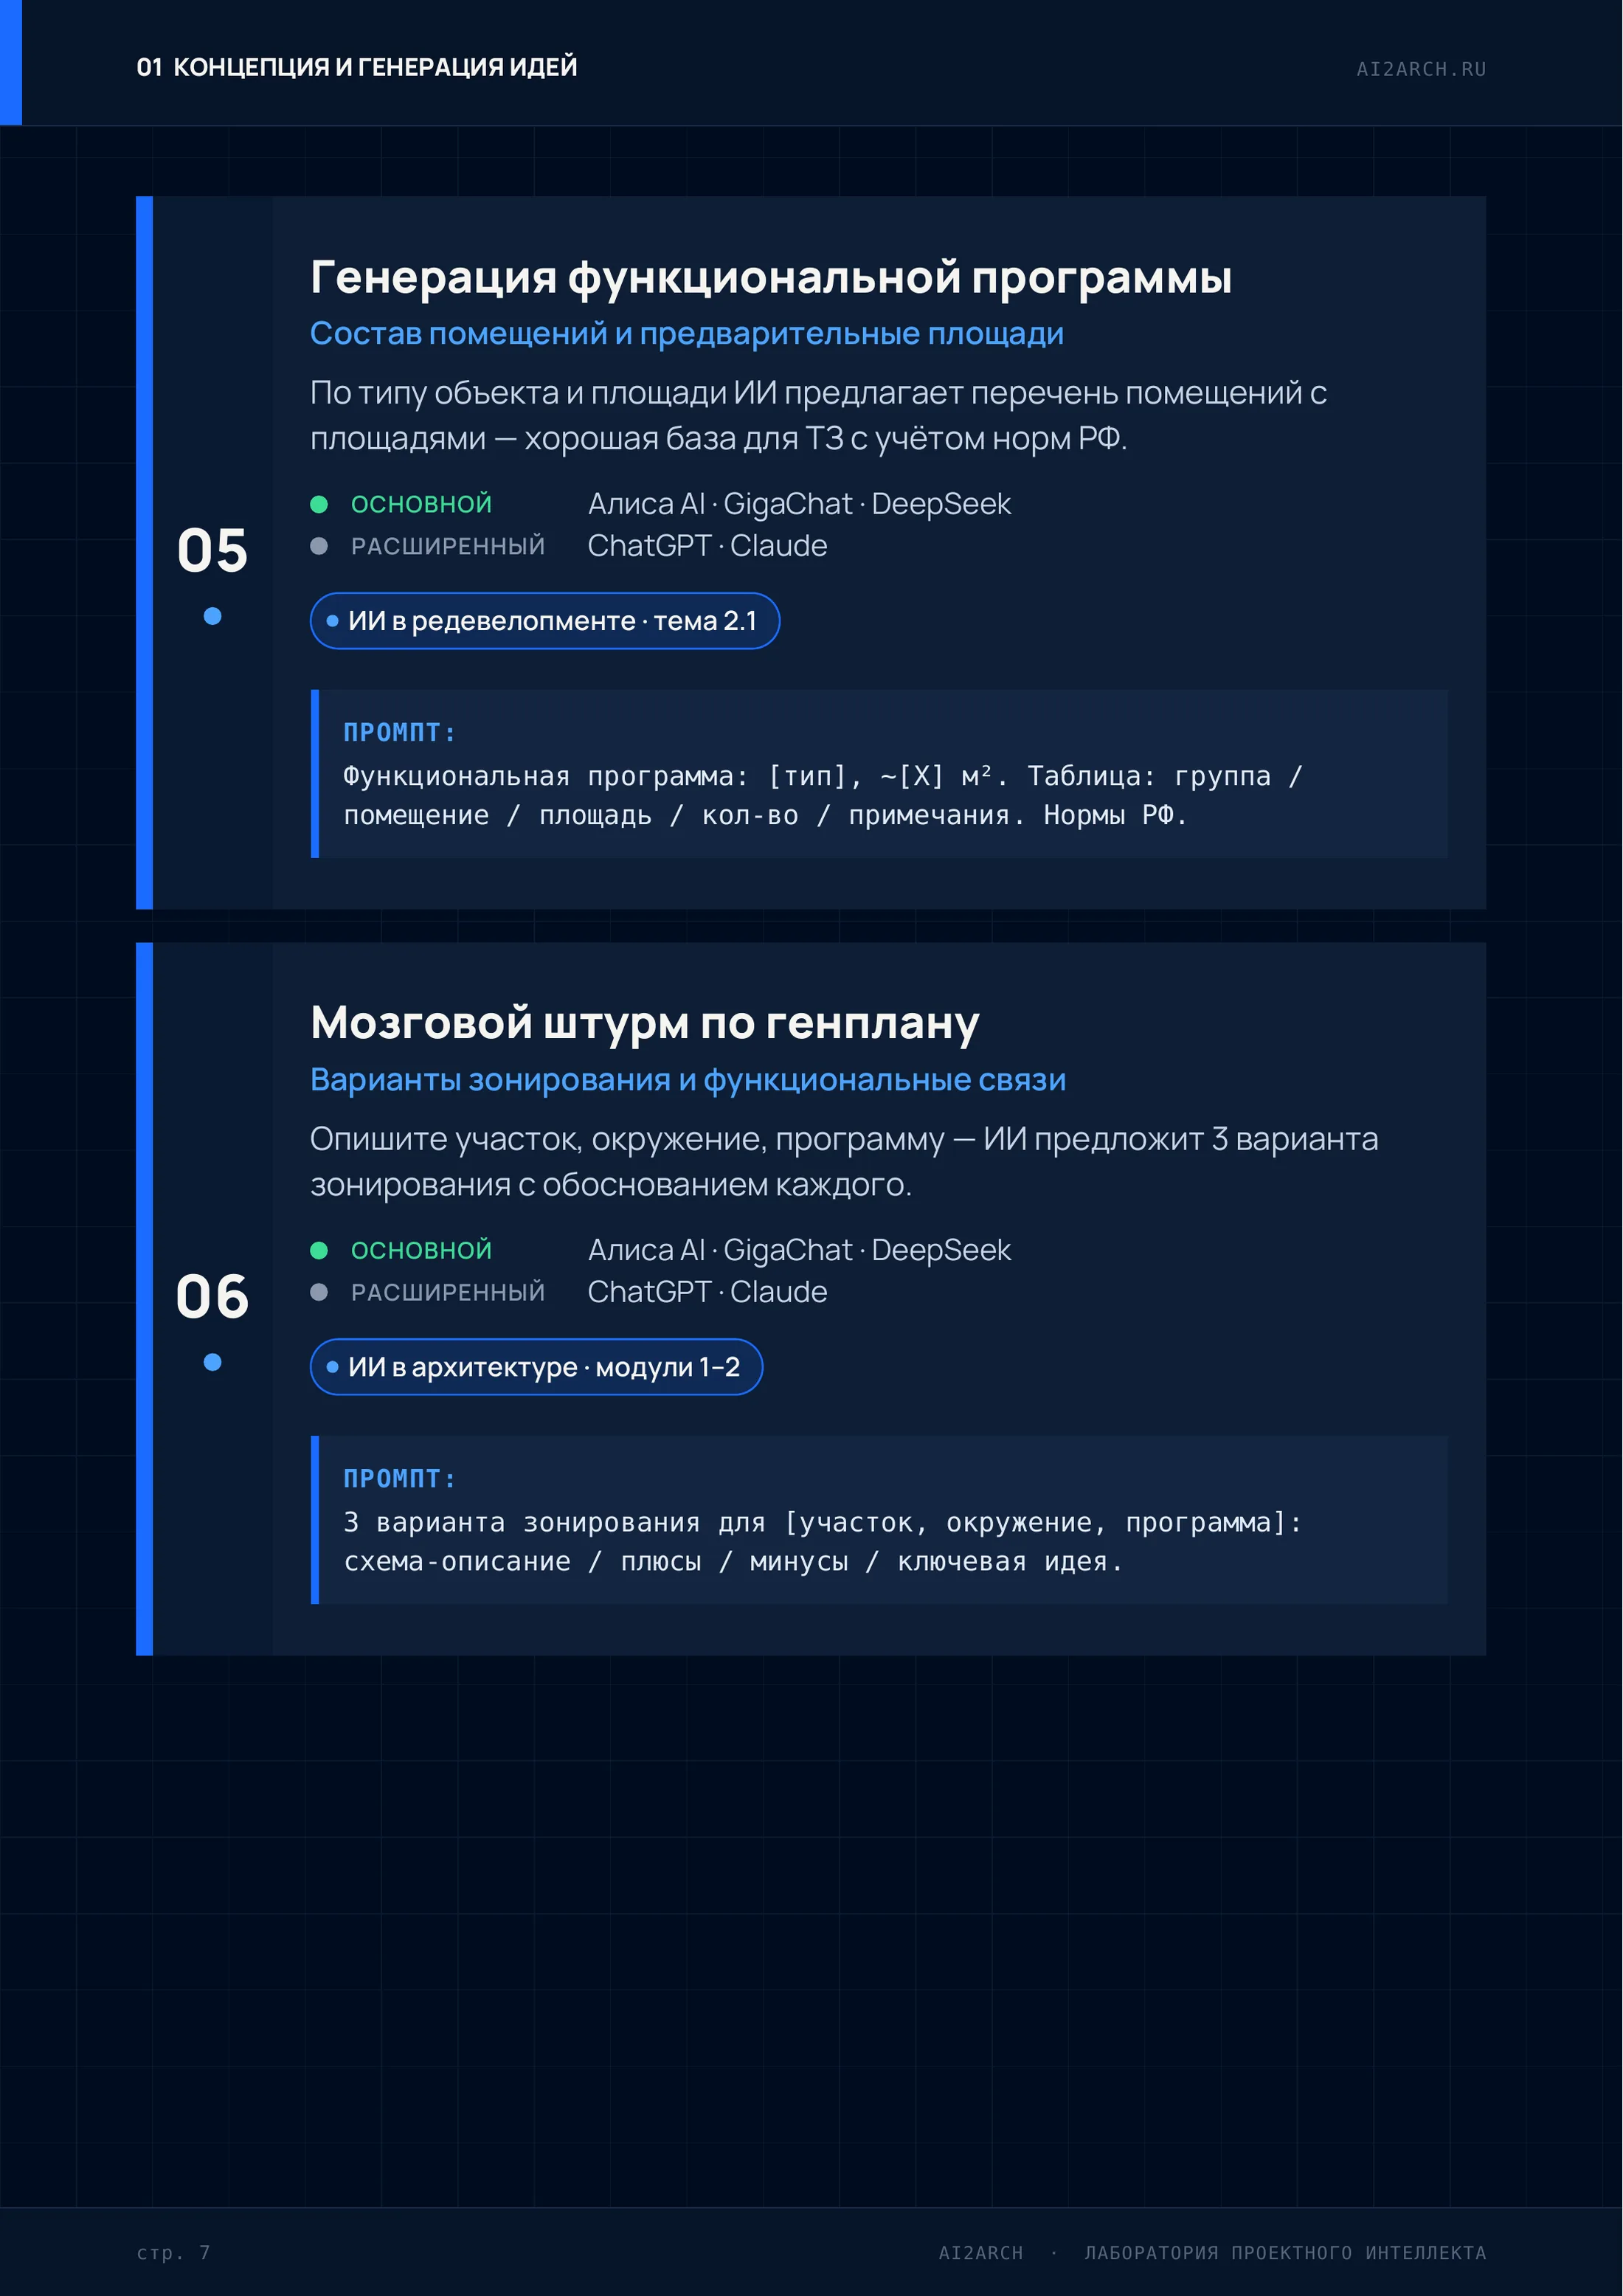 01 КОНЦЕПЦИЯ И ГЕНЕРАЦИЯ ИДЕЙ
AI2ARCH.RU
05
Генерация функциональной программы
Состав помещений и предварительные площади
По типу объекта и площади ИИ предлагает перечень помещений с
площадями — хорошая база для ТЗ с учётом норм РФ.
ОСНОВНОЙ Алиса AI · GigaChat · DeepSeek
РАСШИРЕННЫЙ ChatGPT · Claude
ИИ в редевелопменте · тема 2.1
ПРОМПТ:
Функциональная программа: [тип], ~[X] м². Таблица: группа /
помещение / площадь / кол-во / примечания. Нормы РФ.
06
Мозговой штурм по генплану
Варианты зонирования и функциональные связи
Опишите участок, окружение, программу — ИИ предложит 3 варианта
зонирования с обоснованием каждого.
ОСНОВНОЙ Алиса AI · GigaChat · DeepSeek
РАСШИРЕННЫЙ ChatGPT · Claude
ИИ в архитектуре · модули 1–2
ПРОМПТ:
3 варианта зонирования для [участок, окружение, программа]:
схема-описание / плюсы / минусы / ключевая идея.
стр. 7
AI2ARCH · ЛАБОРАТОРИЯ ПРОЕКТНОГО ИНТЕЛЛЕКТА